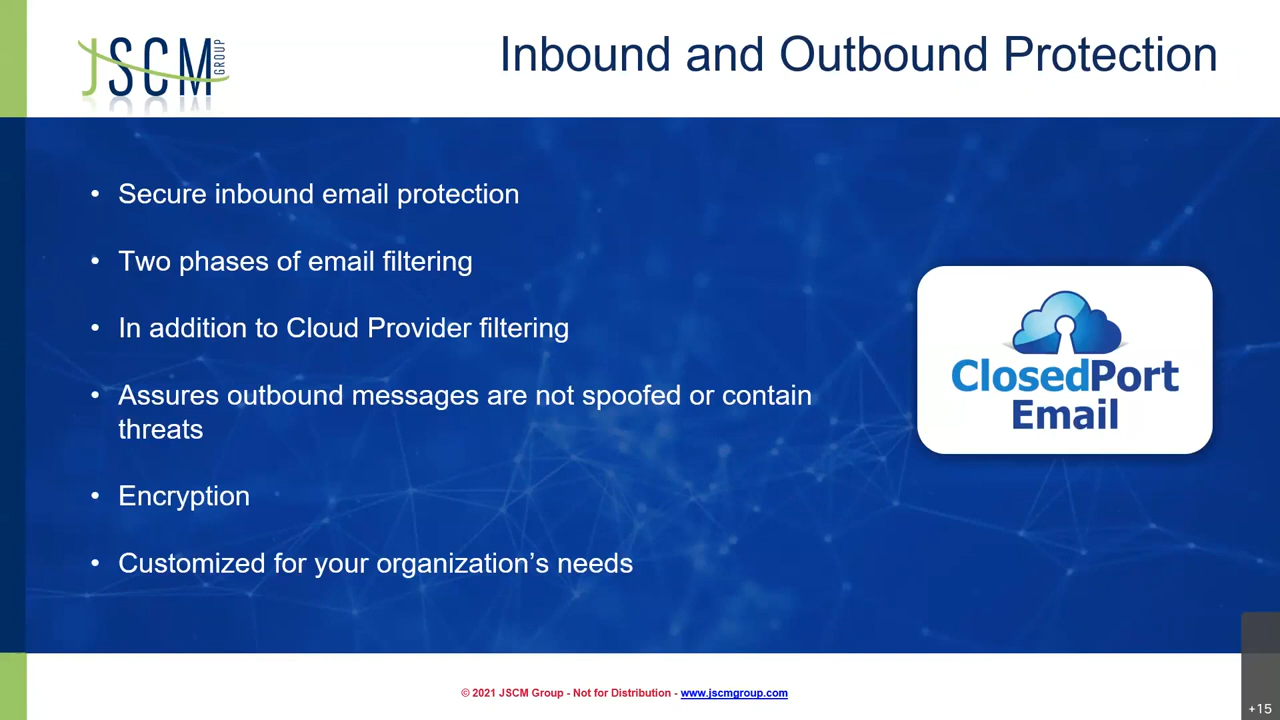 JSCM GROUP
Inbound and Outbound Protection
• Secure inbound email protection
• Two phases of email filtering
• In addition to Cloud Provider filtering
• Assures outbound messages are not spoofed or contain
threats
• Encryption
• Customized for your organization’s needs
ClosedPort
Email
© 2021 JSCM Group - Not for Distribution - www.jscmgroup.com
+15